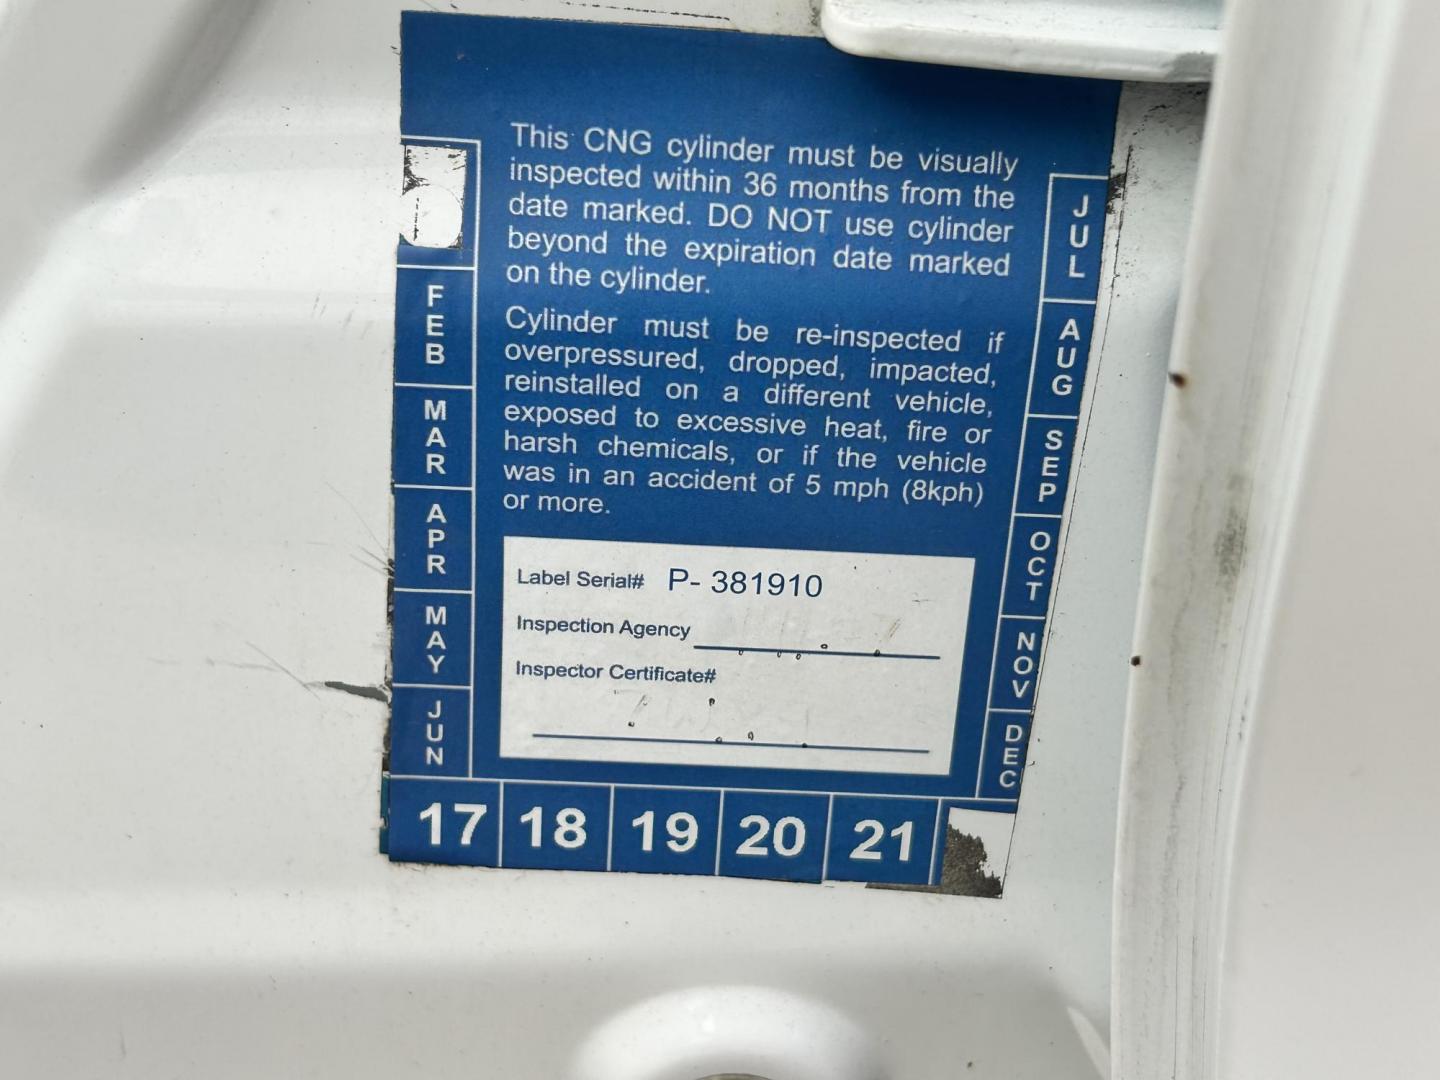 This CNG cylinder must be visually
inspected within 36 months from the
date marked. DO NOT use cylinder
beyond the expiration date marked
on the cylinder.
Cylinder must be re-inspected if
overpressured, dropped, impacted,
reinstalled on a different vehicle,
exposed to excessive heat, fire or
harsh chemicals, or if the vehicle
was in an accident of 5 mph (8kph)
or more.
Label Serial# P- 381910
Inspection Agency
Inspector Certificate#
FEB
MAR
APR
MAY
JUN
JUL
AUG
SEP
OCT
NOV
DEC
17 18 19 20 21